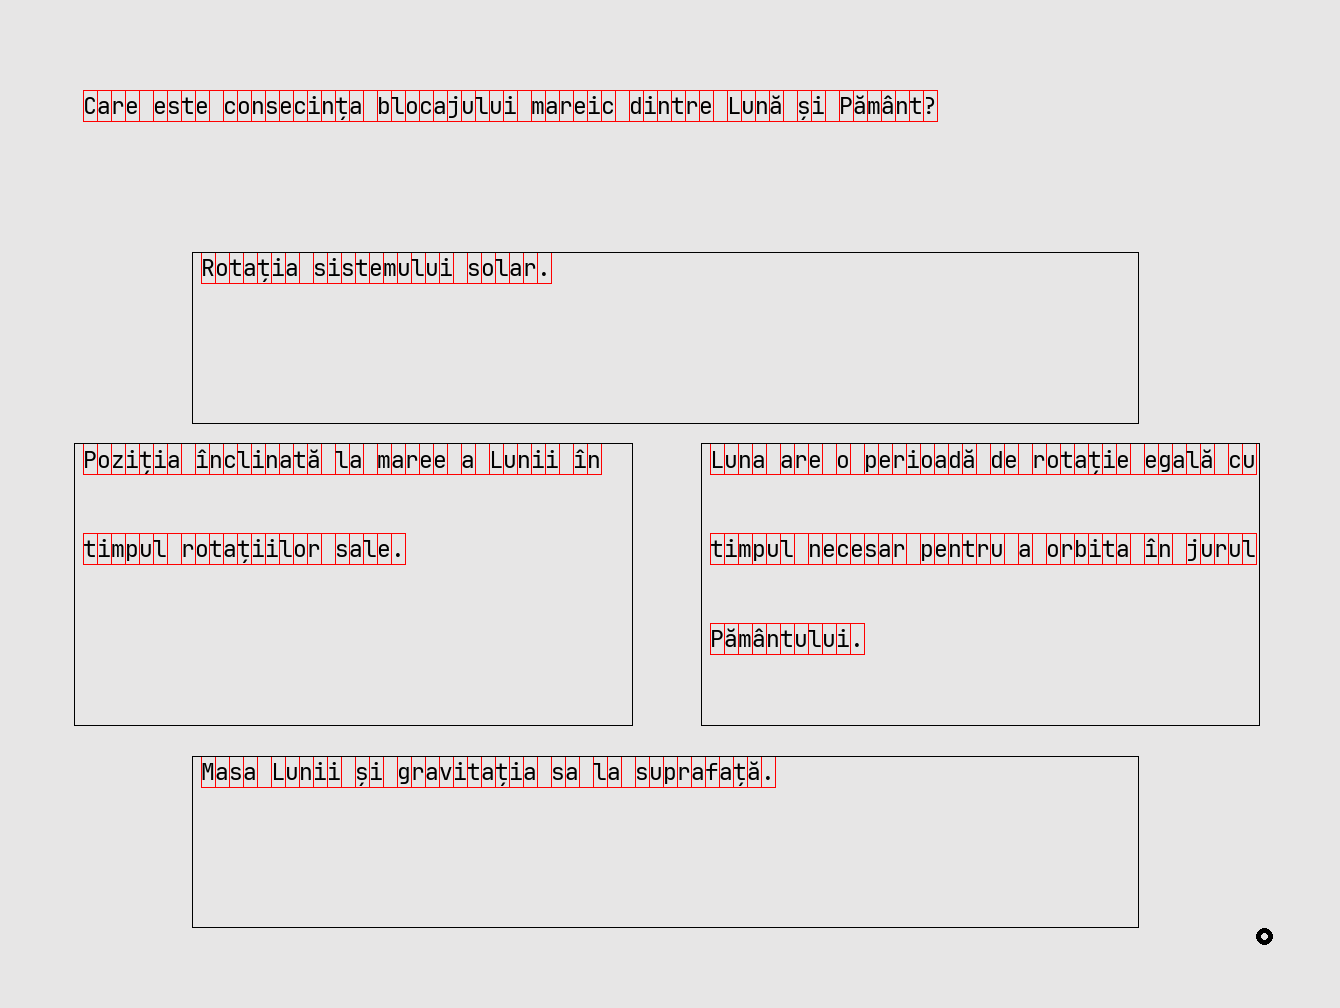 Care este consecința blocajului mareic dintre Lună și Pământ?
Rotația sistemului solar.
Poziția înclinată la maree a Lunii în
timpul rotațiilor sale.
Luna are o perioadă de rotație egală cu
timpul necesar pentru a orbita în jurul
Pământului.
Masa Lunii și gravitația sa la suprafață.